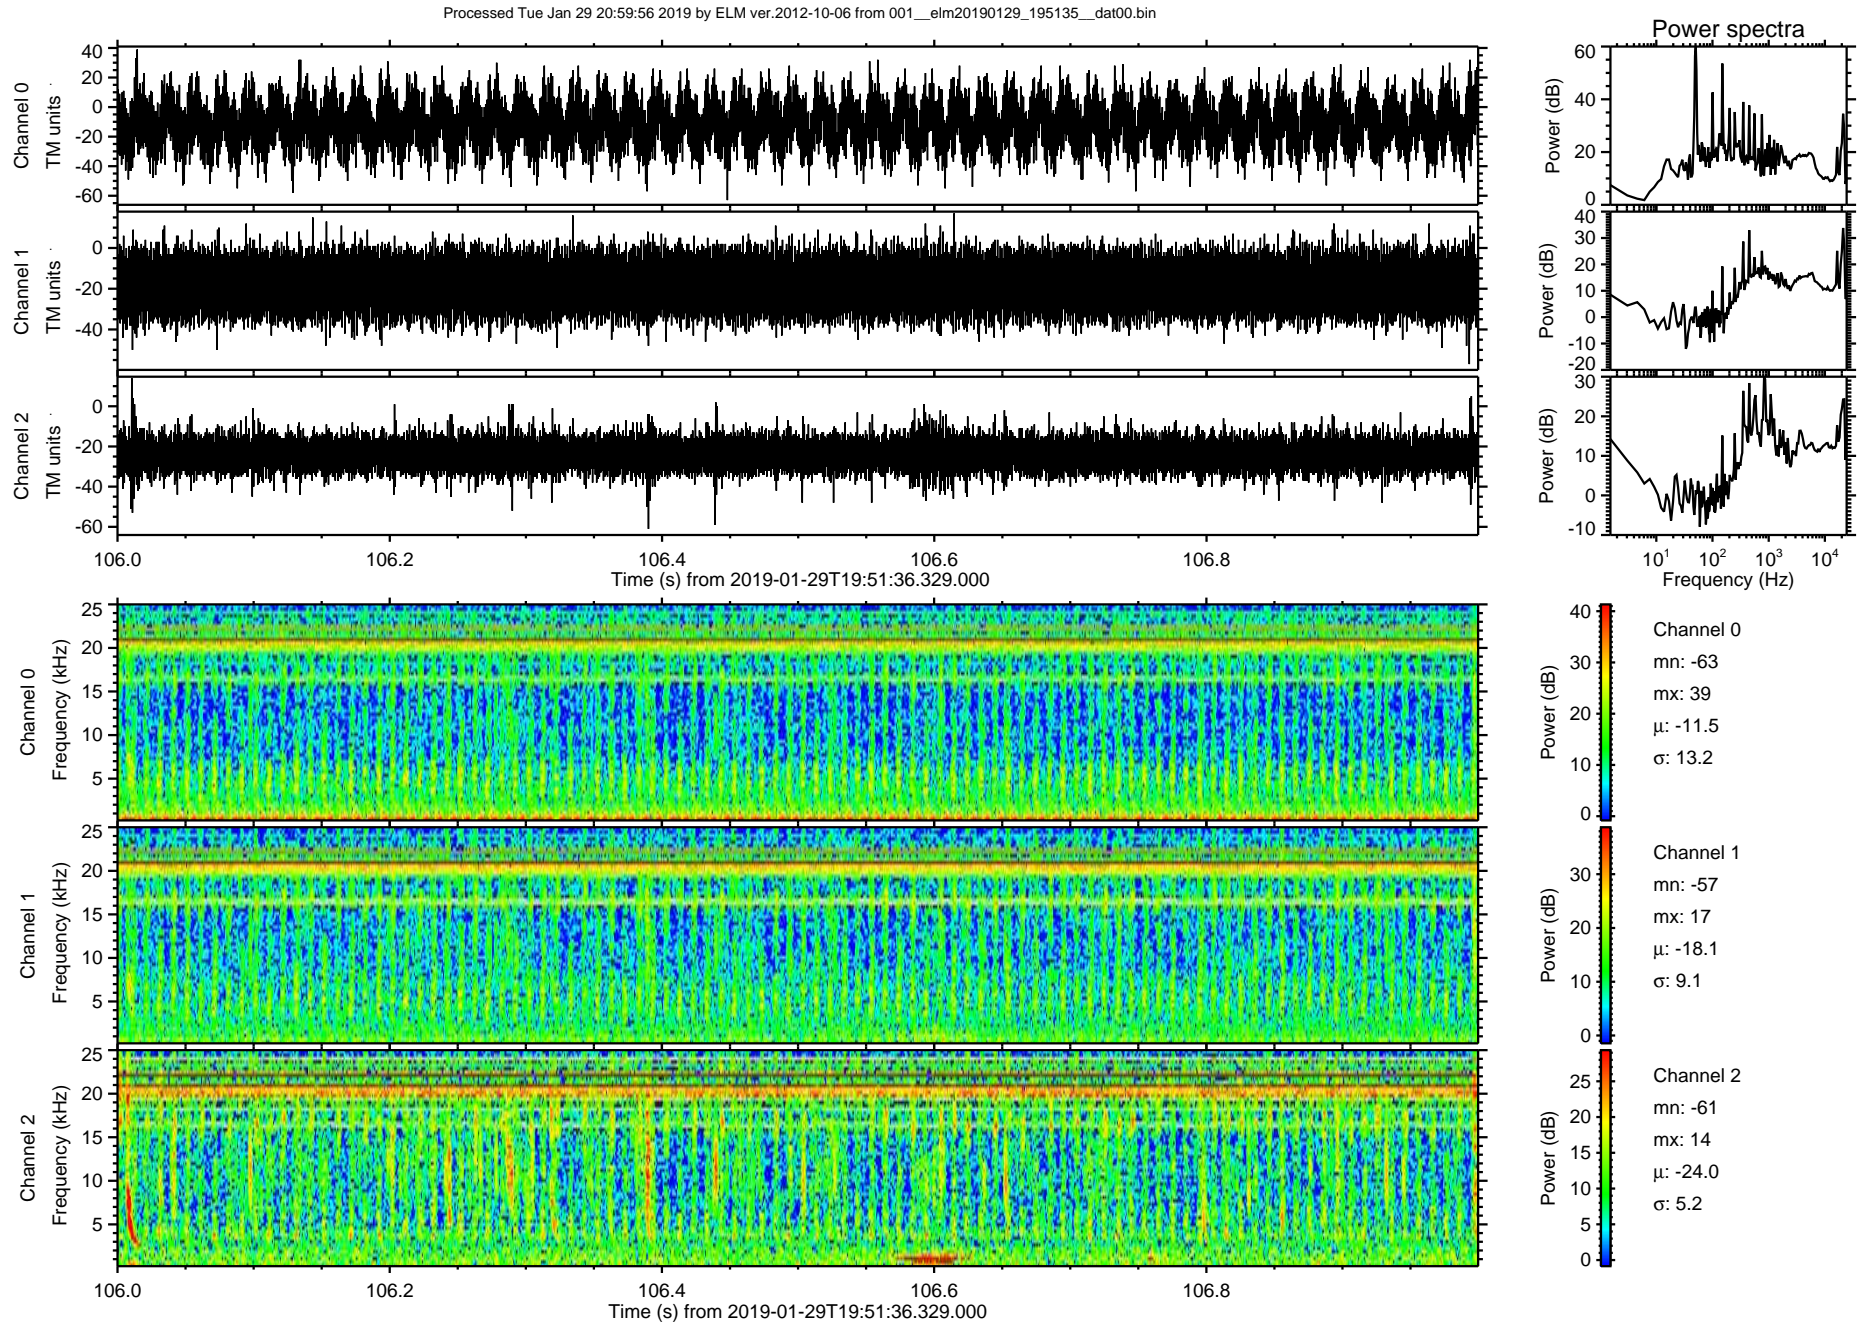 Processed Tue Jan 29 20:59:56 2019 by ELM ver.2012-10-06 from 001__elm20190129_195135__dat00.bin
Power spectra
Channel 0
TM units
40
20
0
-20
-40
-60
Power (dB)
60
40
20
0
Channel 1
TM units
0
-20
-40
Power (dB)
40
30
20
10
0
-10
-20
Channel 2
TM units
0
-20
-40
-60
Power (dB)
30
20
10
0
-10
106.0 106.2 106.4 106.6 106.8
Time (s) from 2019-01-29T19:51:36.329.000
10¹ 10² 10³ 10⁴
Frequency (Hz)
Channel 0
Frequency (kHz)
25
20
15
10
5
Power (dB)
40
30
20
10
0
Channel 0
mn: -63
mx: 39
μ: -11.5
σ: 13.2
Channel 1
Frequency (kHz)
25
20
15
10
5
Power (dB)
30
20
10
0
Channel 1
mn: -57
mx: 17
μ: -18.1
σ: 9.1
Channel 2
Frequency (kHz)
25
20
15
10
5
Power (dB)
25
20
15
10
5
0
Channel 2
mn: -61
mx: 14
μ: -24.0
σ: 5.2
106.0 106.2 106.4 106.6 106.8
Time (s) from 2019-01-29T19:51:36.329.000